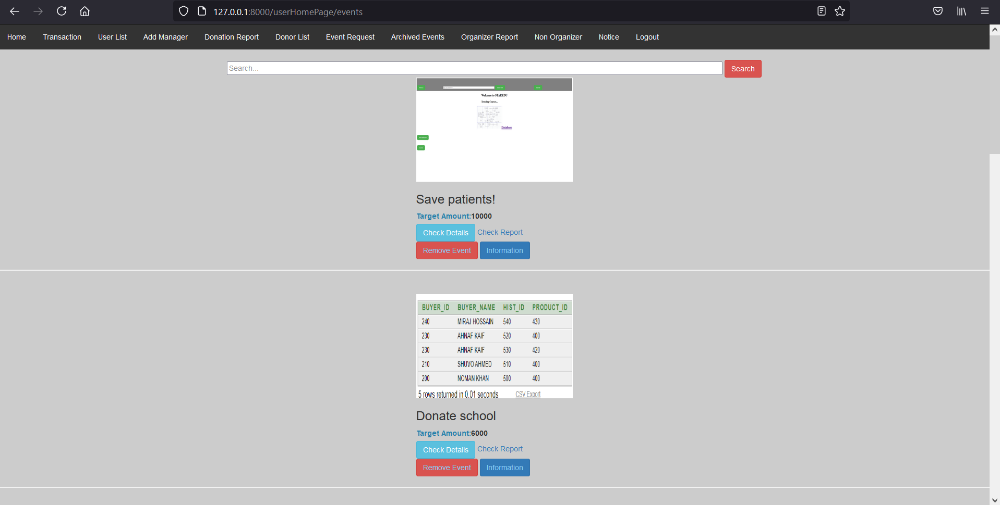 127.0.0.1:8000/userHomePage/events
Home Transaction User List Add Manager Donation Report Donor List Event Request Archived Events Organizer Report Non Organizer Notice Logout
Search... Search
Welcome to STAREDU
Trending Courses...
Database
Save patients!
Target Amount:10000
Check Details Check Report
Remove Event Information
BUYER_ID BUYER_NAME HIST_ID PRODUCT_ID
240 MIRAJ HOSSAIN 540 430
230 AHNAF KAIF 520 400
230 AHNAF KAIF 530 420
210 SHUVO AHMED 510 400
200 NOMAN KHAN 500 400
5 rows returned in 0.01 seconds CSV Export
Donate school
Target Amount:6000
Check Details Check Report
Remove Event Information